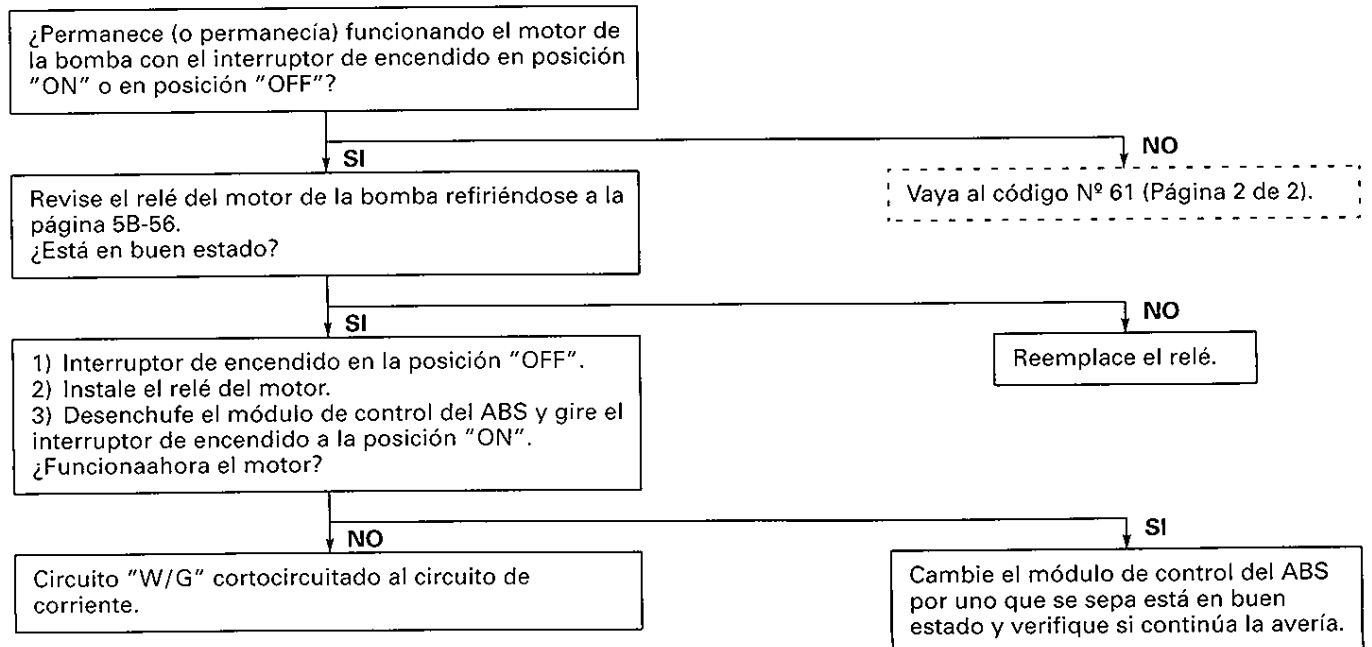 ¿Permanece (o permanecía) funcionando el motor de
la bomba con el interruptor de encendido en posición
"ON" o en posición "OFF"?
SI
NO
Revise el relé del motor de la bomba refiriéndose a la
página 5B-56.
¿Está en buen estado?
Vaya al código Nº 61 (Página 2 de 2).
SI
NO
1) Interruptor de encendido en la posición "OFF".
2) Instale el relé del motor.
3) Desenchufe el módulo de control del ABS y gire el
interruptor de encendido a la posición "ON".
¿Funcionaahora el motor?
Reemplace el relé.
NO
SI
Circuito "W/G" cortocircuitado al circuito de
corriente.
Cambie el módulo de control del ABS
por uno que se sepa está en buen
estado y verifique si continúa la avería.